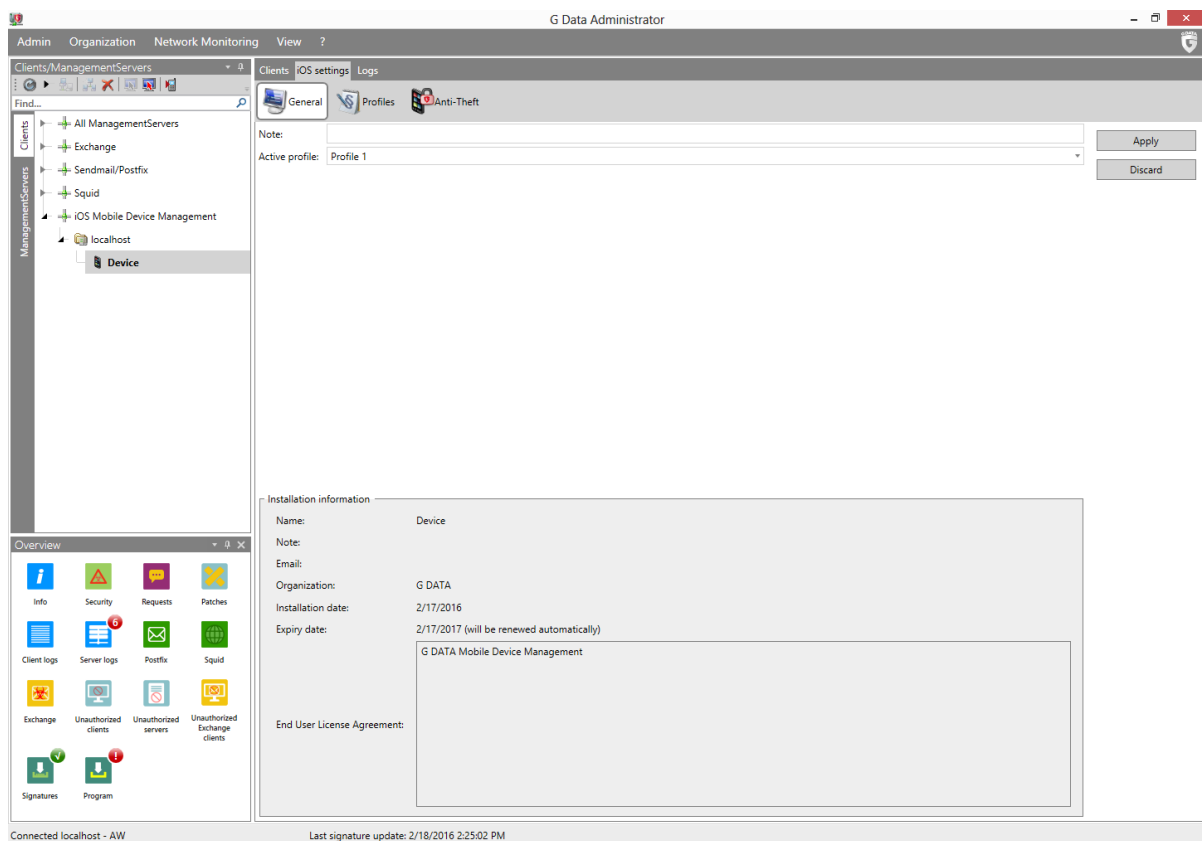 G Data Administrator
Admin Organization Network Monitoring View ?
Clients/ManagementServers
Find...
Clients
ManagementServers
All ManagementServers
Exchange
Sendmail/Postfix
Squid
iOS Mobile Device Management
localhost
Device
Clients iOS settings Logs
General Profiles Anti-Theft
Note:
Active profile: Profile 1
Apply
Discard
Installation information
Name: Device
Note:
Email:
Organization: G DATA
Installation date: 2/17/2016
Expiry date: 2/17/2017 (will be renewed automatically)
End User License Agreement: G DATA Mobile Device Management
Overview
Info Security Requests Patches
6
Client logs Server logs Postfix Squid
Exchange Unauthorized clients Unauthorized servers Unauthorized Exchange clients
Signatures Program
Connected localhost - AW Last signature update: 2/18/2016 2:25:02 PM